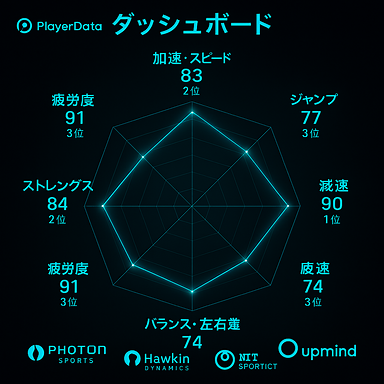 PlayerData ダッシュボード
加速・スピード
83
2位
疲労度
91
3位
ジャンプ
77
3位
ストレングス
84
2位
減速
90
1位
疲労度
91
3位
疲速
74
3位
バランス・左右差
74
PHOTON
SPORTS
Hawkin
DYNAMICS
NIT
SPORTICT
upmind